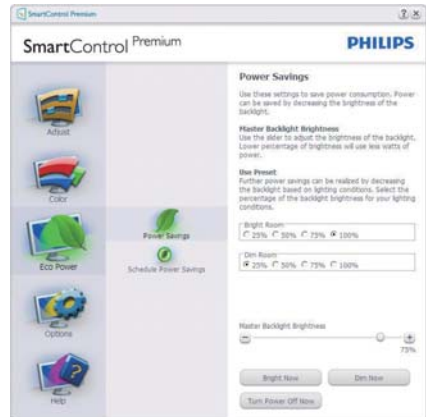 SmartControl Premium
SmartControl Premium
PHILIPS
Adjust
Color
Eco Power
Options
Help
Power Savings
Schedule Power Savings
Power Savings
Use these settings to save power consumption. Power
can be saved by decreasing the brightness of the
backlight.
Master Backlight Brightness
Use the slider to adjust the brightness of the backlight.
Lower percentage of brightness will use less watts of
power.
Use Preset
Further power savings can be realized by decreasing
the backlight based on lighting conditions. Select the
percentage of the backlight brightness for your lighting
conditions.
Bright Room
25% 50% 75% 100%
Dim Room
25% 50% 75% 100%
Master Backlight Brightness
75%
Bright Now Dim Now
Turn Power Off Now